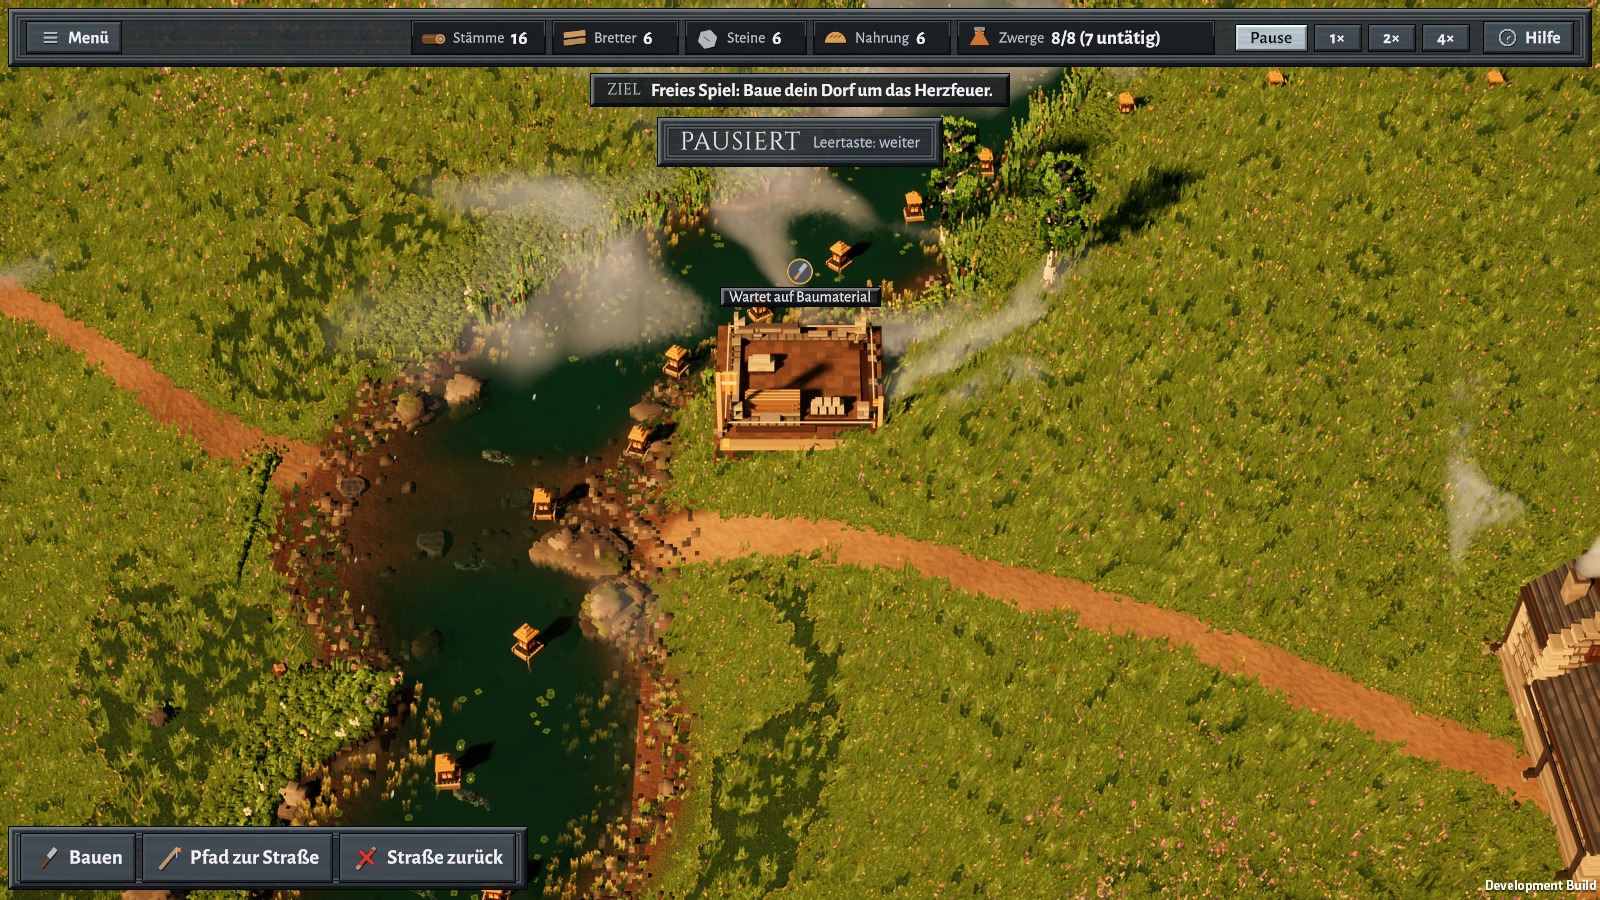 Menü
Stämme 16
Bretter 6
Steine 6
Nahrung 6
Zwerge 8/8 (7 untätig)
Pause
1×
2×
4×
Hilfe
ZIEL Freies Spiel: Baue dein Dorf um das Herzfeuer.
PAUSIERT Leertaste: weiter
Wartet auf Baumaterial
Bauen
Pfad zur Straße
Straße zurück
Development Build